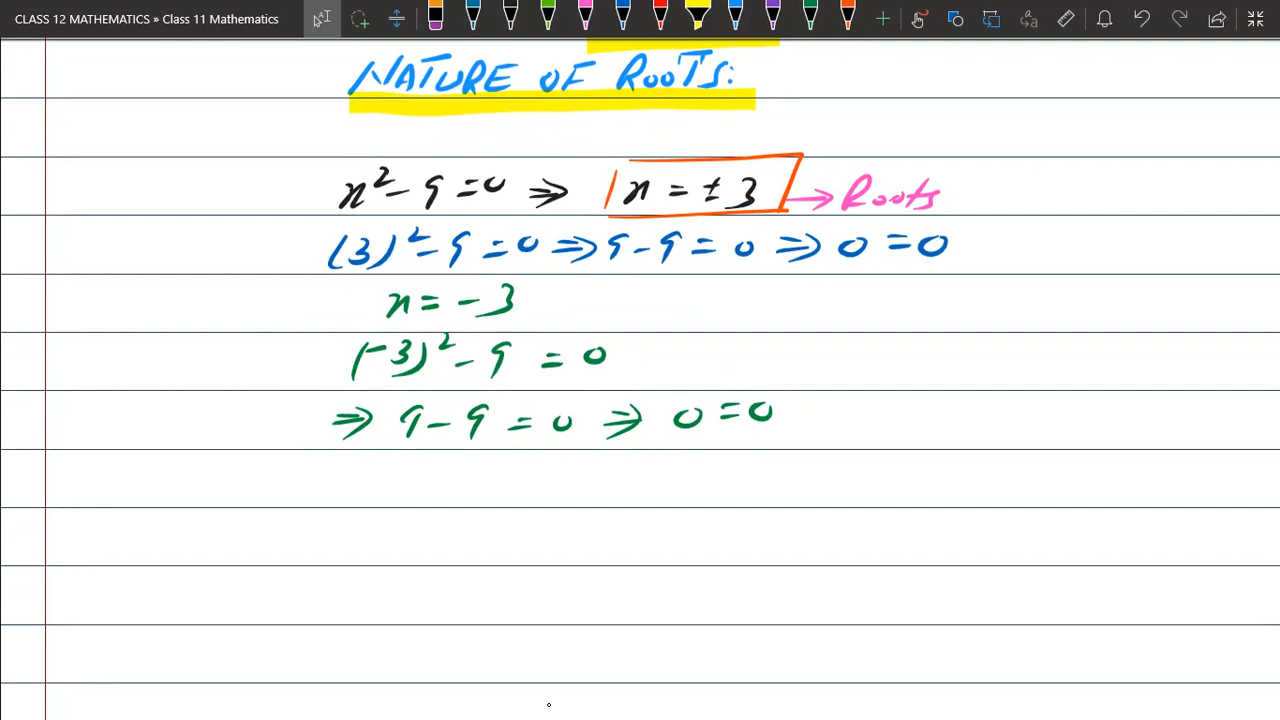 CLASS 12 MATHEMATICS » Class 11 Mathematics
NATURE OF ROOTS:
x² - 9 = 0 ⇒ x = ± 3 → Roots
(3)² - 9 = 0 ⇒ 9 - 9 = 0 ⇒ 0 = 0
x = - 3
(-3)² - 9 = 0
⇒ 9 - 9 = 0 ⇒ 0 = 0